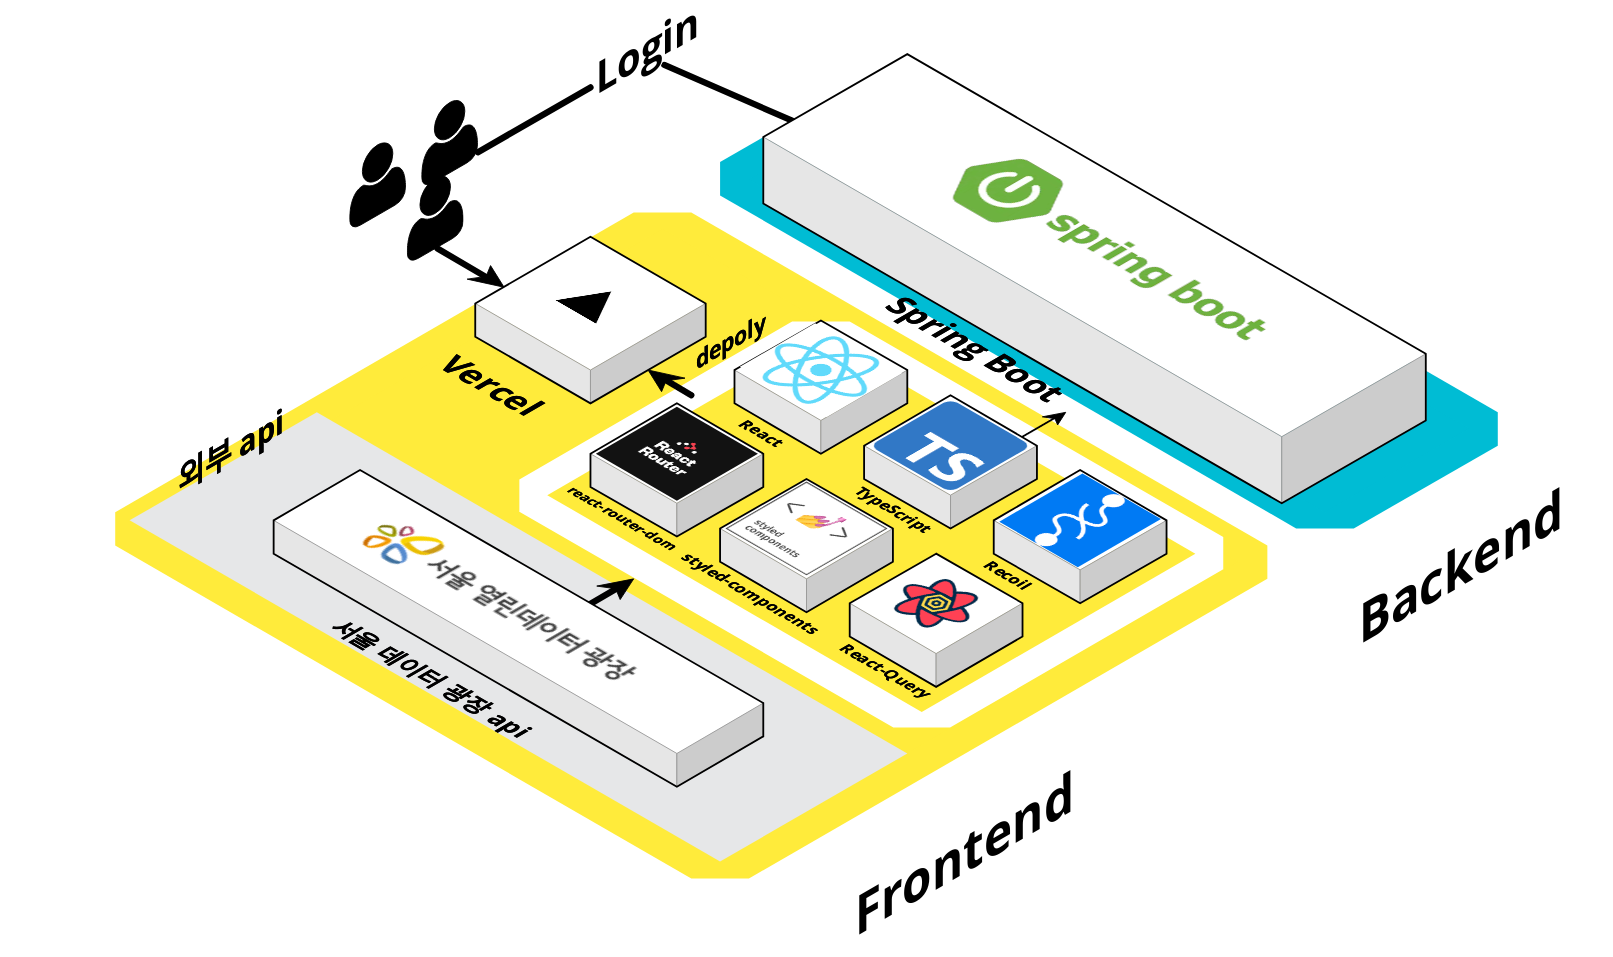 Login
spring boot
Spring Boot
Backend
Vercel
depoly
React
TS
TypeScript
React
Router
react-router-dom
< >
styled
components
styled-components
Recoil
React-Query
외부 api
서울 열린데이터 광장
서울 데이터 광장 api
Frontend